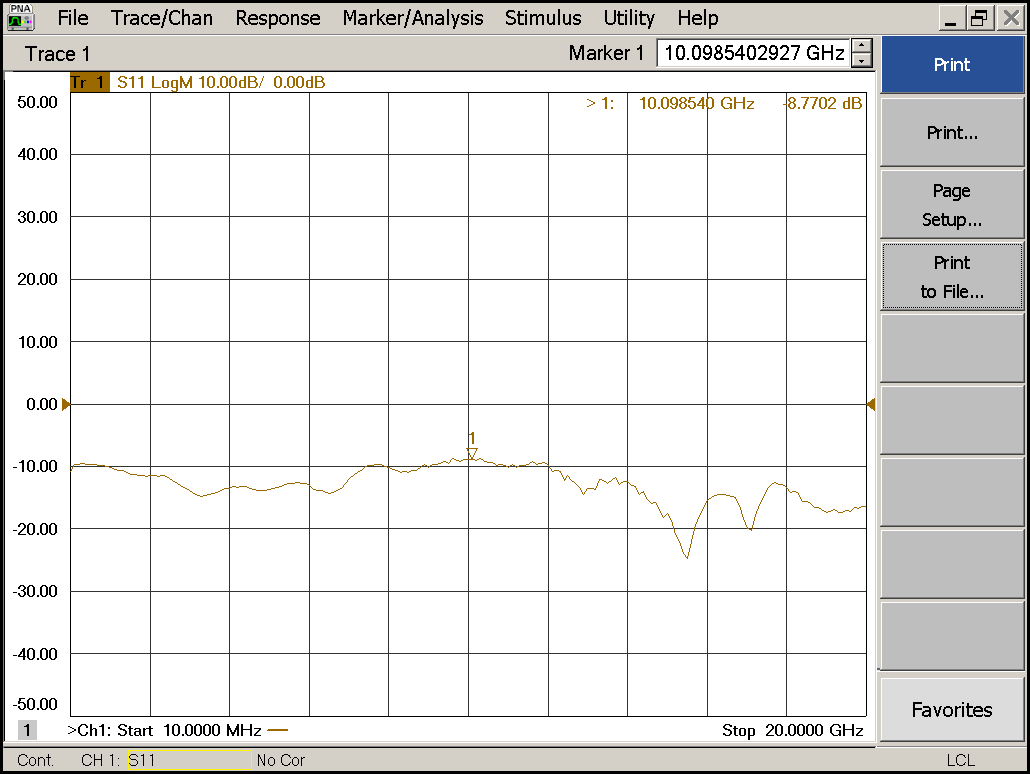 PNA File Trace/Chan Response Marker/Analysis Stimulus Utility Help
Trace 1 Marker 1 10.0985402927 GHz
Print
Tr 1 S11 LogM 10.00dB/ 0.00dB
> 1: 10.098540 GHz -8.7702 dB
50.00
40.00
30.00
20.00
10.00
0.00
-10.00
-20.00
-30.00
-40.00
-50.00
1
1 >Ch1: Start 10.0000 MHz Stop 20.0000 GHz
Print...
Page
Setup...
Print
to File...
Favorites
Cont. CH 1: S11 No Cor LCL